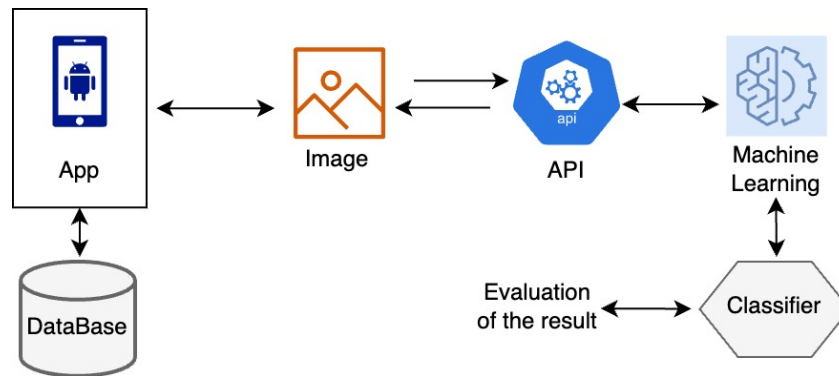 App
Image
api
API
Machine
Learning
DataBase
Evaluation
of the result
Classifier